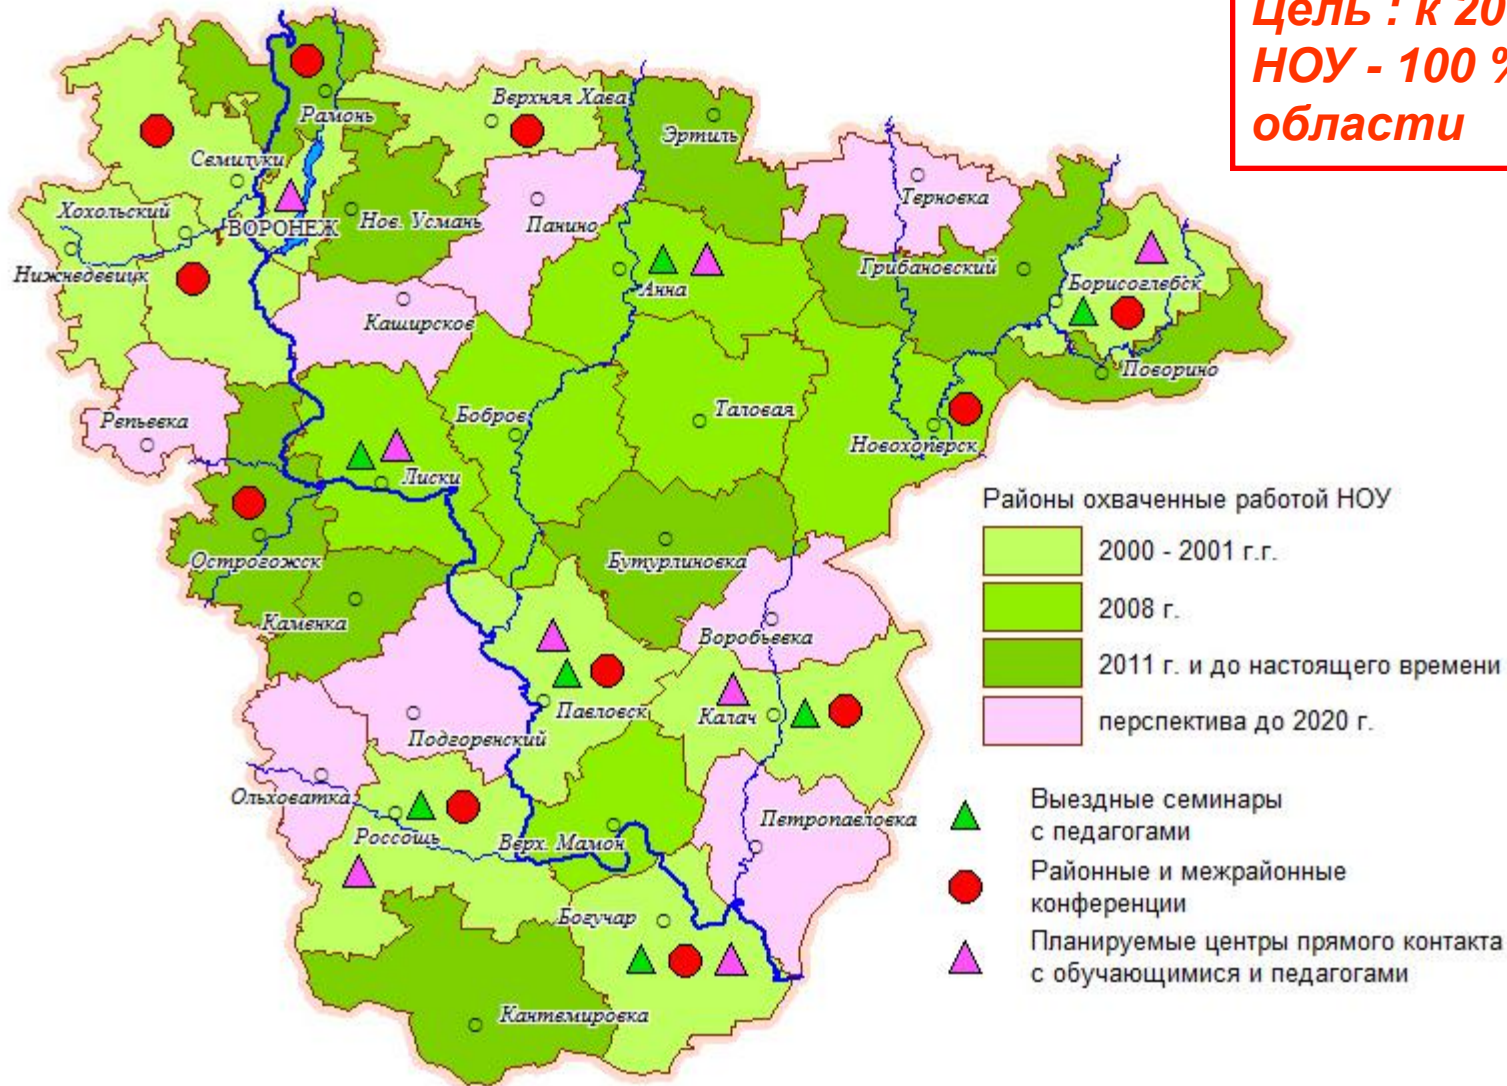 Цель : к 20
НОУ - 100 %
области
Верхняя Хава
Рамонь
Эртиль
Семилуки
Терновка
Хохольский
Нов. Усмань
Панино
ВОРОНЕЖ
Нижнедевицк
Грибановский
Борисоглебск
Анна
Каширское
Поворино
Репьевка
Бобров
Таловая
Новохоперск
Лиски
Острогожск
Бутурлиновка
Каменка
Воробьевка
Павловск
Калач
Подгоренский
Ольховатка
Россошь
Верх. Мамон
Петропавловка
Богучар
Кантемировка
Районы охваченные работой НОУ
2000 - 2001 г.г.
2008 г.
2011 г. и до настоящего времени
перспектива до 2020 г.
Выездные семинары
с педагогами
Районные и межрайонные
конференции
Планируемые центры прямого контакта
с обучающимися и педагогами